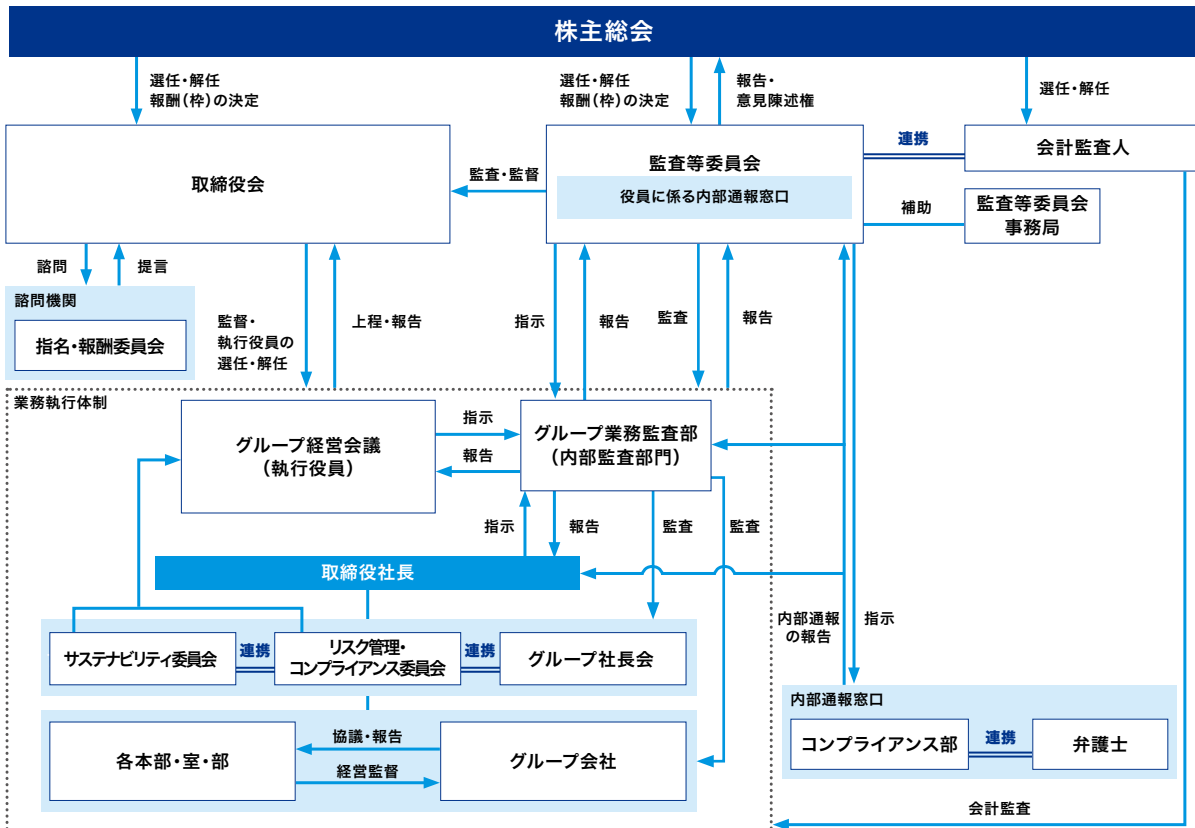 株主総会
選任・解任
報酬（枠）の決定
選任・解任
報酬（枠）の決定
報告・
意見陳述権
選任・解任
取締役会
監査・監督
監査等委員会
役員に係る内部通報窓口
連携
会計監査人
補助
監査等委員会
事務局
諮問
提言
諮問機関
指名・報酬委員会
監督・
執行役員の
選任・解任
上程・報告
指示
報告
監査
報告
業務執行体制
グループ経営会議
（執行役員）
指示
報告
グループ業務監査部
（内部監査部門）
指示
報告
監査
監査
取締役社長
内部通報
の報告
指示
サステナビリティ委員会
連携
リスク管理・
コンプライアンス委員会
連携
グループ社長会
内部通報窓口
コンプライアンス部
連携
弁護士
各本部・室・部
協議・報告
経営監督
グループ会社
会計監査